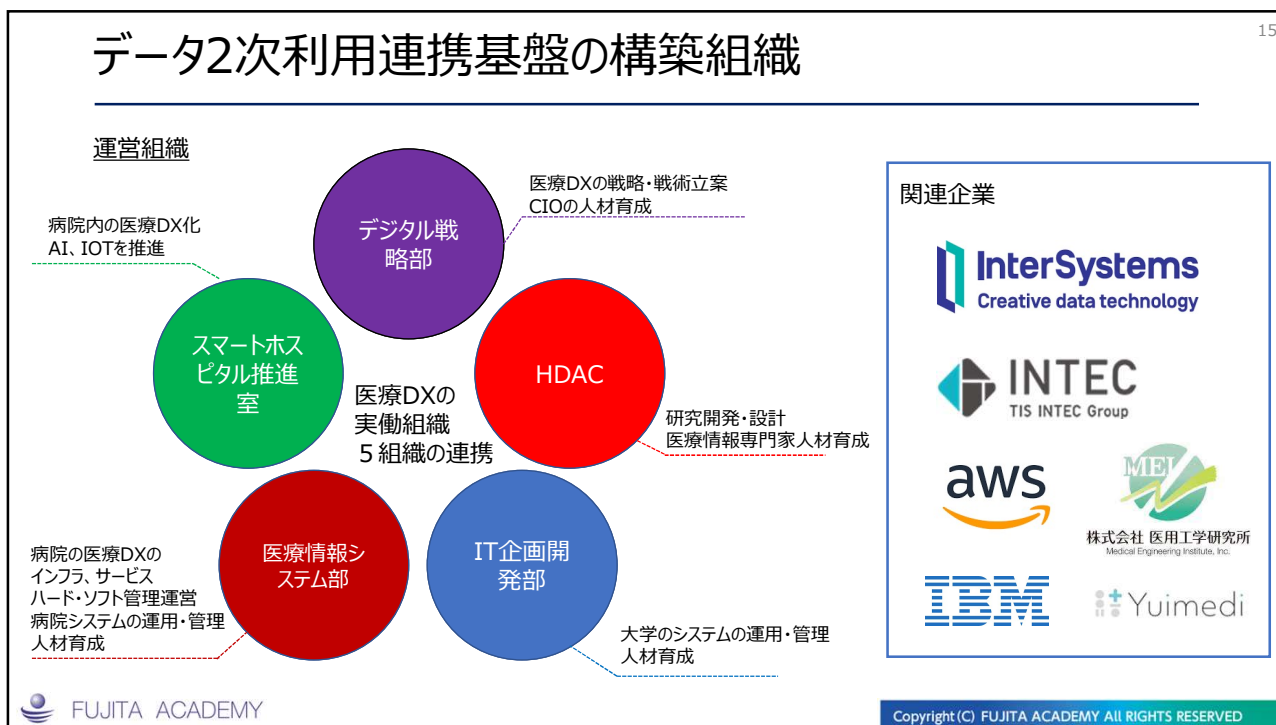 15
データ2次利用連携基盤の構築組織
運営組織
デジタル戦
略部
医療DXの戦略・戦術立案
CIOの人材育成
病院内の医療DX化
AI、IOTを推進
スマートホス
ピタル推進
室
HDAC
医療DXの
実働組織
５組織の連携
研究開発・設計
医療情報専門家人材育成
医療情報シ
ステム部
IT企画開
発部
病院の医療DXの
インフラ、サービス
ハード・ソフト管理運営
病院システムの運用・管理
人材育成
大学のシステムの運用・管理
人材育成
関連企業
InterSystems
Creative data technology
INTEC
TIS INTEC Group
aws
MEI
株式会社 医用工学研究所
Medical Engineering Institute, Inc.
IBM
Yuimedi
FUJITA ACADEMY
Copyright(C) FUJITA ACADEMY All RIGHTS RESERVED